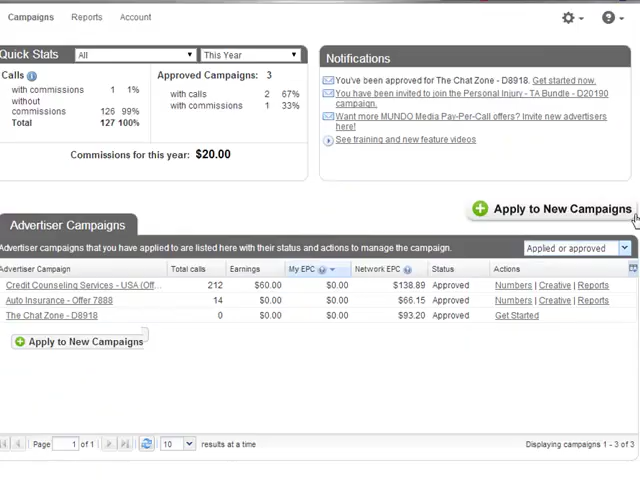 Campaigns Reports Account
Quick Stats All This Year
Calls
with commissions 1 1%
without
commissions 126 99%
Total 127 100%
Approved Campaigns: 3
with calls 2 67%
with commissions 1 33%
Commissions for this year: $20.00
Notifications
You've been approved for The Chat Zone - D8918. Get started now.
You have been invited to join the Personal Injury - TA Bundle - D20190
campaign.
Want more MUNDO Media Pay-Per-Call offers? Invite new advertisers
here!
See training and new feature videos
Apply to New Campaigns
Advertiser Campaigns
Advertiser campaigns that you have applied to are listed here with their status and actions to manage the campaign. Applied or approved
Advertiser Campaign Total calls Earnings My EPC Network EPC Status Actions
Credit Counseling Services - USA (Off... 212 $60.00 $0.00 $138.89 Approved Numbers | Creative | Reports
Auto Insurance - Offer 7888 14 $0.00 $0.00 $66.15 Approved Numbers | Creative | Reports
The Chat Zone - D8918 0 $0.00 $0.00 $93.20 Approved Get Started
Apply to New Campaigns
Page 1 of 1 10 results at a time Displaying campaigns 1 - 3 of 3